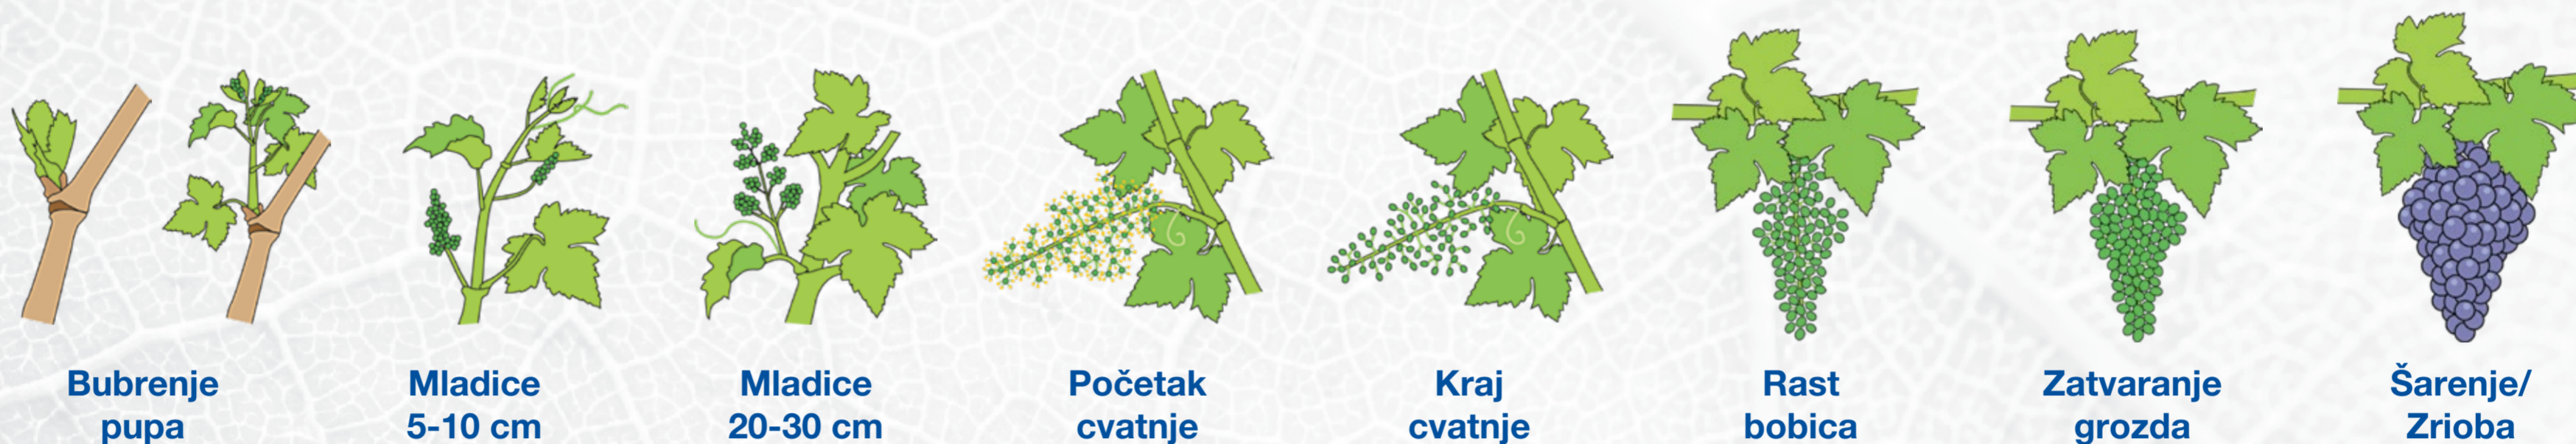 Bubrenje
pupa
Mladice
5-10 cm
Mladice
20-30 cm
Početak
cvatnje
Kraj
cvatnje
Rast
bobica
Zatvaranje
grozda
Šarenje/
Zrioba